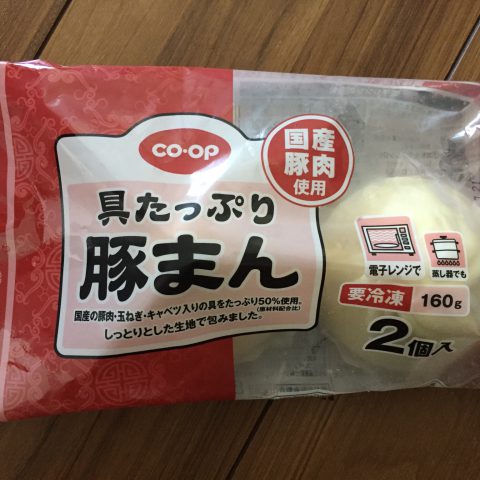 CO・OP
国産
豚肉
使用
具たっぷり
豚まん
国産の豚肉・玉ねぎ・キャベツ入りの具をたっぷり50%使用。
(原材料配合比)
しっとりとした生地で包みました。
電子レンジで
蒸し器でも
要冷凍 160g
2個入